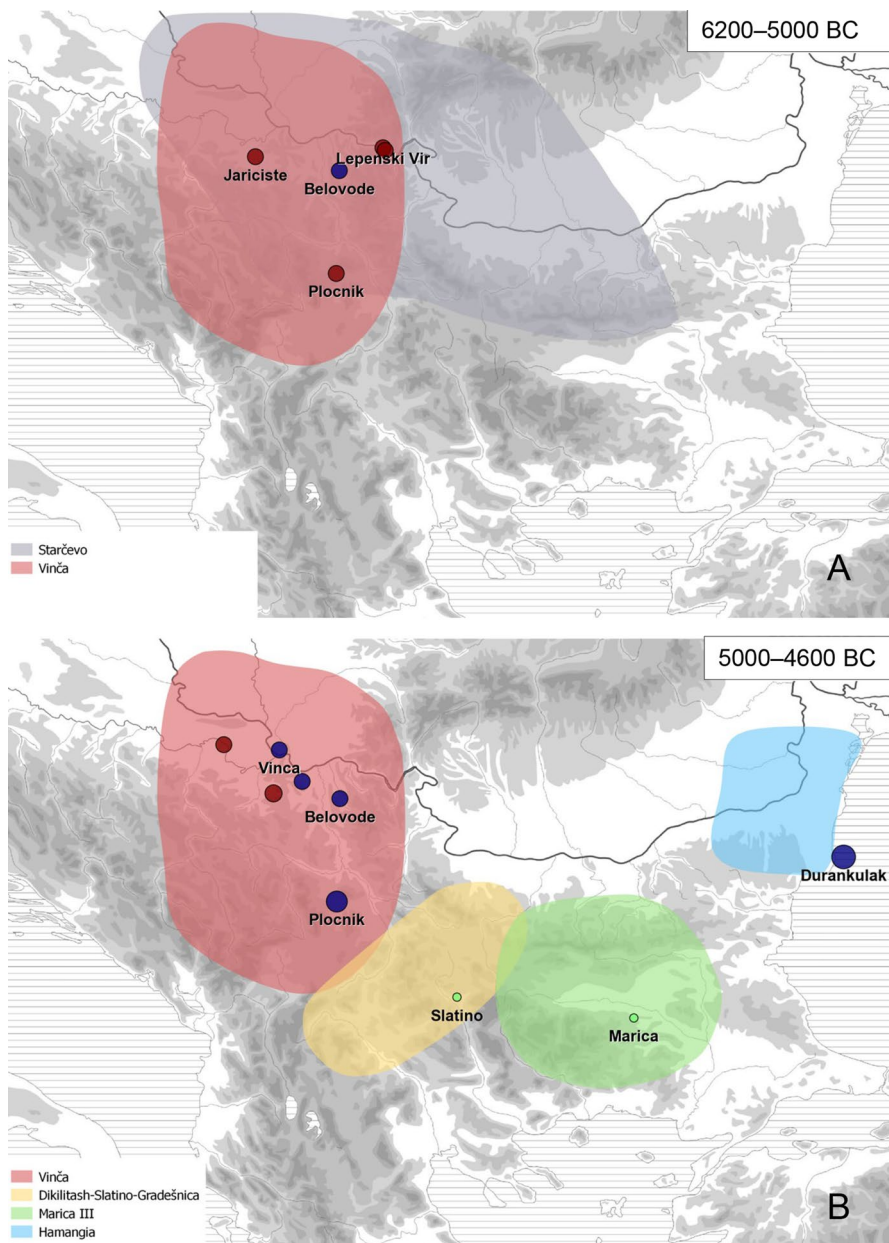 6200–5000 BC
Lepenski Vir
Jariciste
Belovode
Plocnik
Starčevo
Vinča
A
5000–4600 BC
Vinca
Belovode
Durankulak
Plocnik
Slatino
Marica
Vinča
Dikilitash-Slatino-Gradešnica
Marica III
Hamangia
B